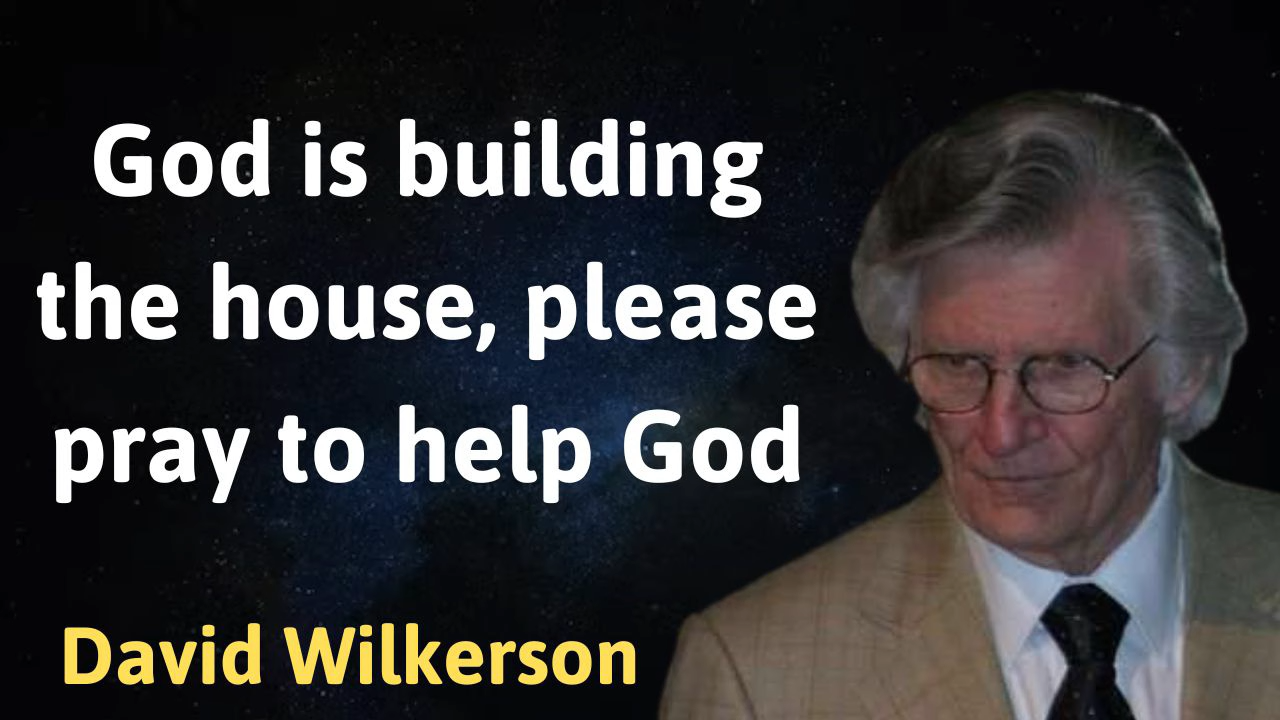 God is building
the house, please
pray to help God
David Wilkerson